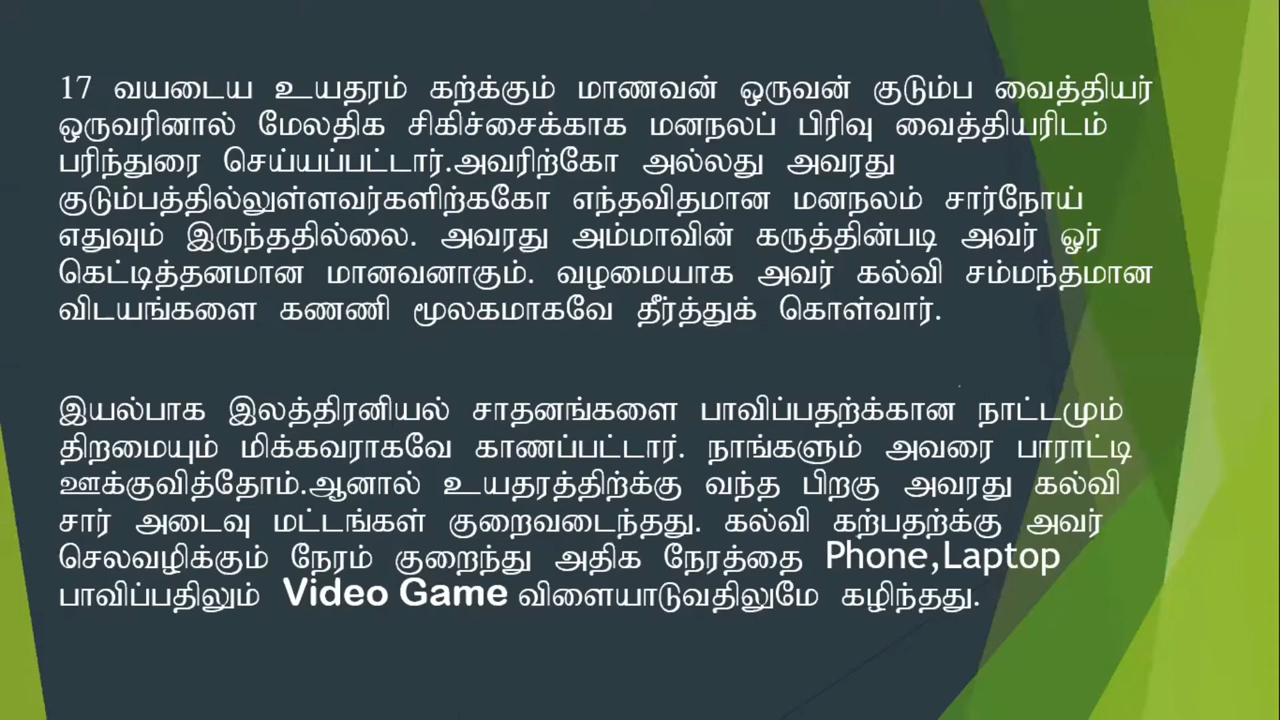 17 வயடைய உயதரம் கற்க்கும் மாணவன் ஒருவன் குடும்ப வைத்தியர்
ஒருவரினால் மேலதிக சிகிச்சைக்காக மனநலப் பிரிவு வைத்தியரிடம்
பரிந்துரை செய்யப்பட்டார்.அவரிற்கோ அல்லது அவரது
குடும்பத்தில்லுள்ளவர்களிற்ககோ எந்தவிதமான மனநலம் சார்நோய்
எதுவும் இருந்ததில்லை. அவரது அம்மாவின் கருத்தின்படி அவர் ஓர்
கெட்டித்தனமான மானவனாகும். வழமையாக அவர் கல்வி சம்மந்தமான
விடயங்களை கணணி மூலகமாகவே தீர்த்துக் கொள்வார்.
இயல்பாக இலத்திரனியல் சாதனங்களை பாவிப்பதற்க்கான நாட்டமும்
திறமையும் மிக்கவராகவே காணப்பட்டார். நாங்களும் அவரை பாராட்டி
ஊக்குவித்தோம்.ஆனால் உயதரத்திற்க்கு வந்த பிறகு அவரது கல்வி
சார் அடைவு மட்டங்கள் குறைவடைந்தது. கல்வி கற்பதற்க்கு அவர்
செலவழிக்கும் நேரம் குறைந்து அதிக நேரத்தை Phone,Laptop
பாவிப்பதிலும் Video Game விளையாடுவதிலுமே கழிந்தது.